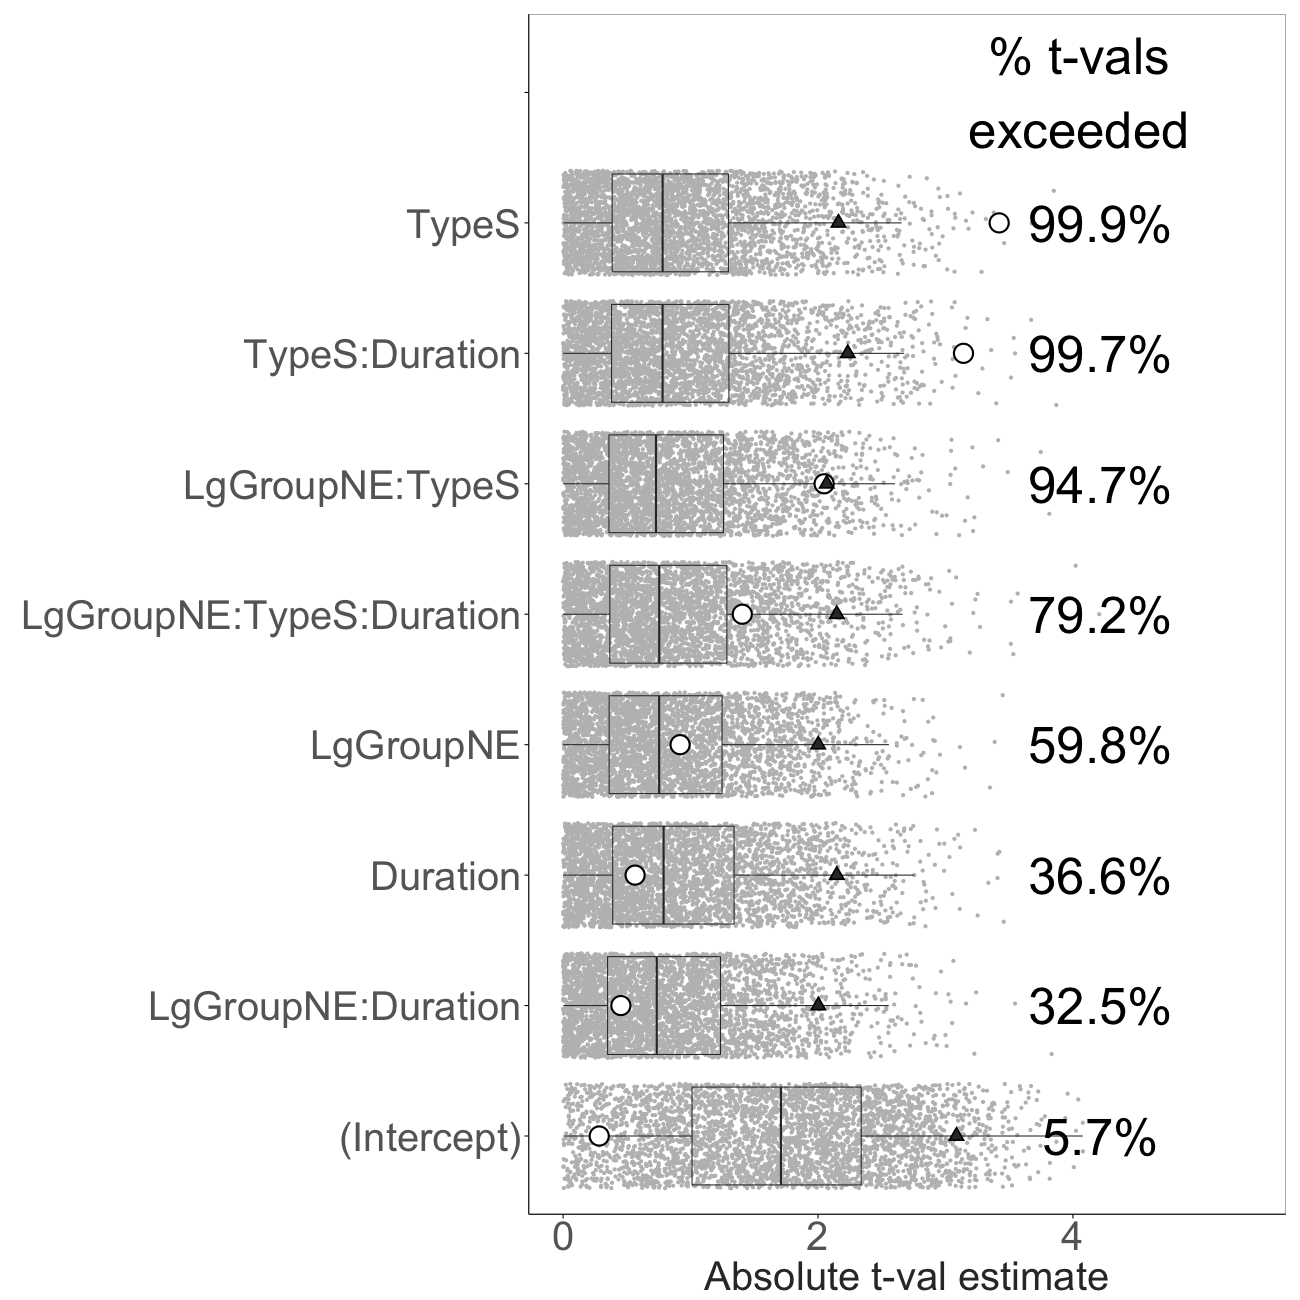 % t-vals
exceeded
TypeS 99.9%
TypeS:Duration 99.7%
LgGroupNE:TypeS 94.7%
LgGroupNE:TypeS:Duration 79.2%
LgGroupNE 59.8%
Duration 36.6%
LgGroupNE:Duration 32.5%
(Intercept) 5.7%
0 2 4
Absolute t-val estimate